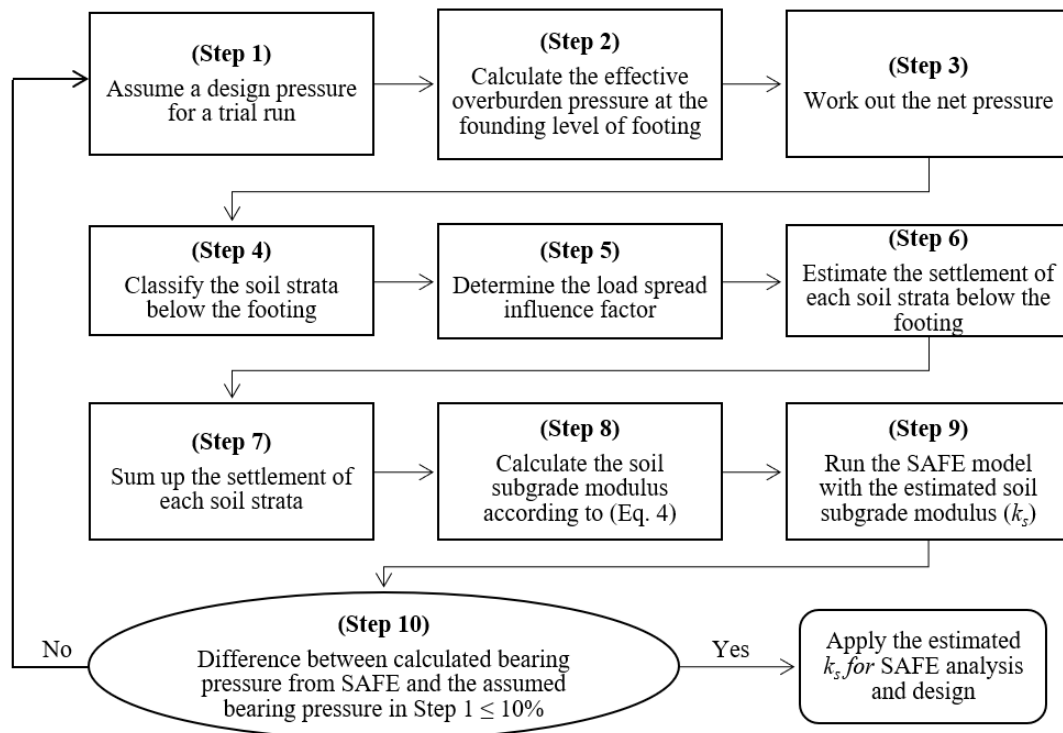 (Step 1)
Assume a design pressure
for a trial run
(Step 2)
Calculate the effective
overburden pressure at the
founding level of footing
(Step 3)
Work out the net pressure
(Step 4)
Classify the soil strata
below the footing
(Step 5)
Determine the load spread
influence factor
(Step 6)
Estimate the settlement of
each soil strata below the
footing
(Step 7)
Sum up the settlement of
each soil strata
(Step 8)
Calculate the soil
subgrade modulus
according to (Eq. 4)
(Step 9)
Run the SAFE model
with the estimated soil
subgrade modulus (ks)
(Step 10)
Difference between calculated bearing
pressure from SAFE and the assumed
bearing pressure in Step 1 ≤ 10%
No
Yes
Apply the estimated
ks for SAFE analysis
and design